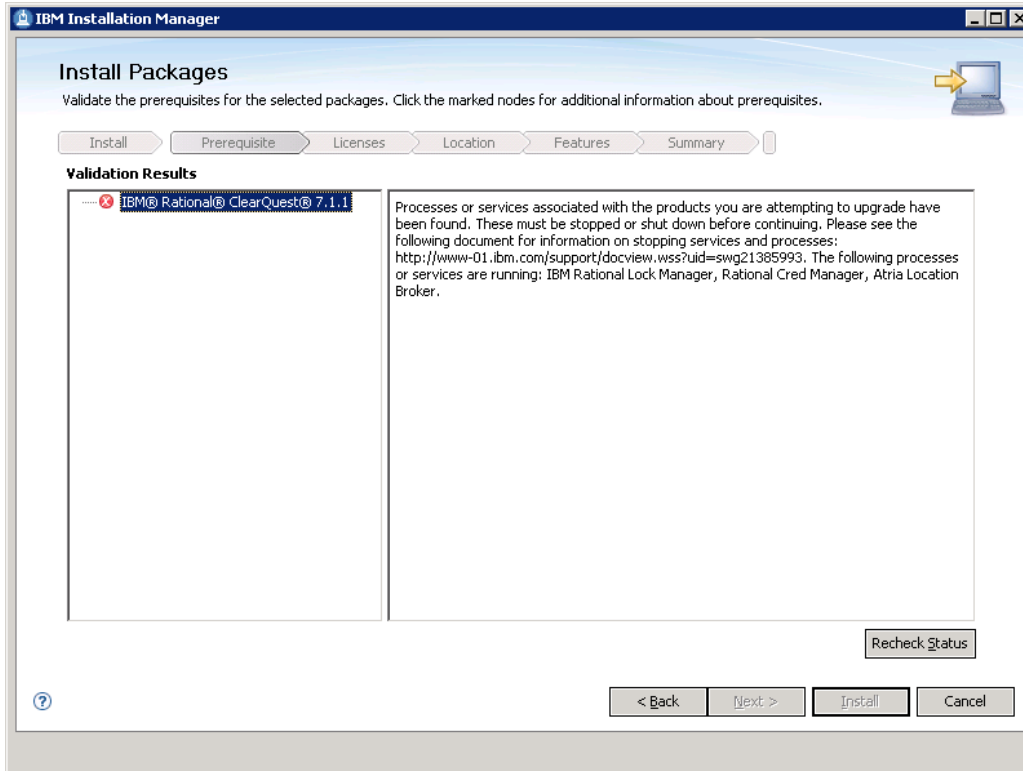 IBM Installation Manager
Install Packages
Validate the prerequisites for the selected packages. Click the marked nodes for additional information about prerequisites.
Install Prerequisite Licenses Location Features Summary
Validation Results
IBM® Rational® ClearQuest® 7.1.1
Processes or services associated with the products you are attempting to upgrade have
been found. These must be stopped or shut down before continuing. Please see the
following document for information on stopping services and processes:
http://www-01.ibm.com/support/docview.wss?uid=swg21385993. The following processes
or services are running: IBM Rational Lock Manager, Rational Cred Manager, Atria Location
Broker.
Recheck Status
? < Back Next > Install Cancel